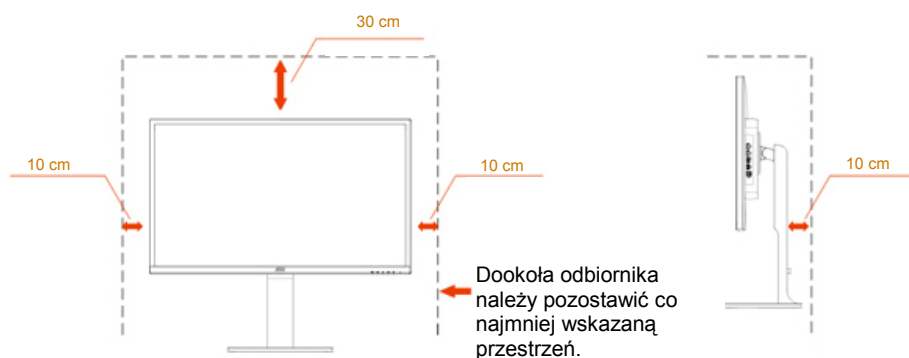 30 cm
10 cm
10 cm
10 cm
Dookoła odbiornika
należy pozostawić co
najmniej wskazaną
przestrzeń.